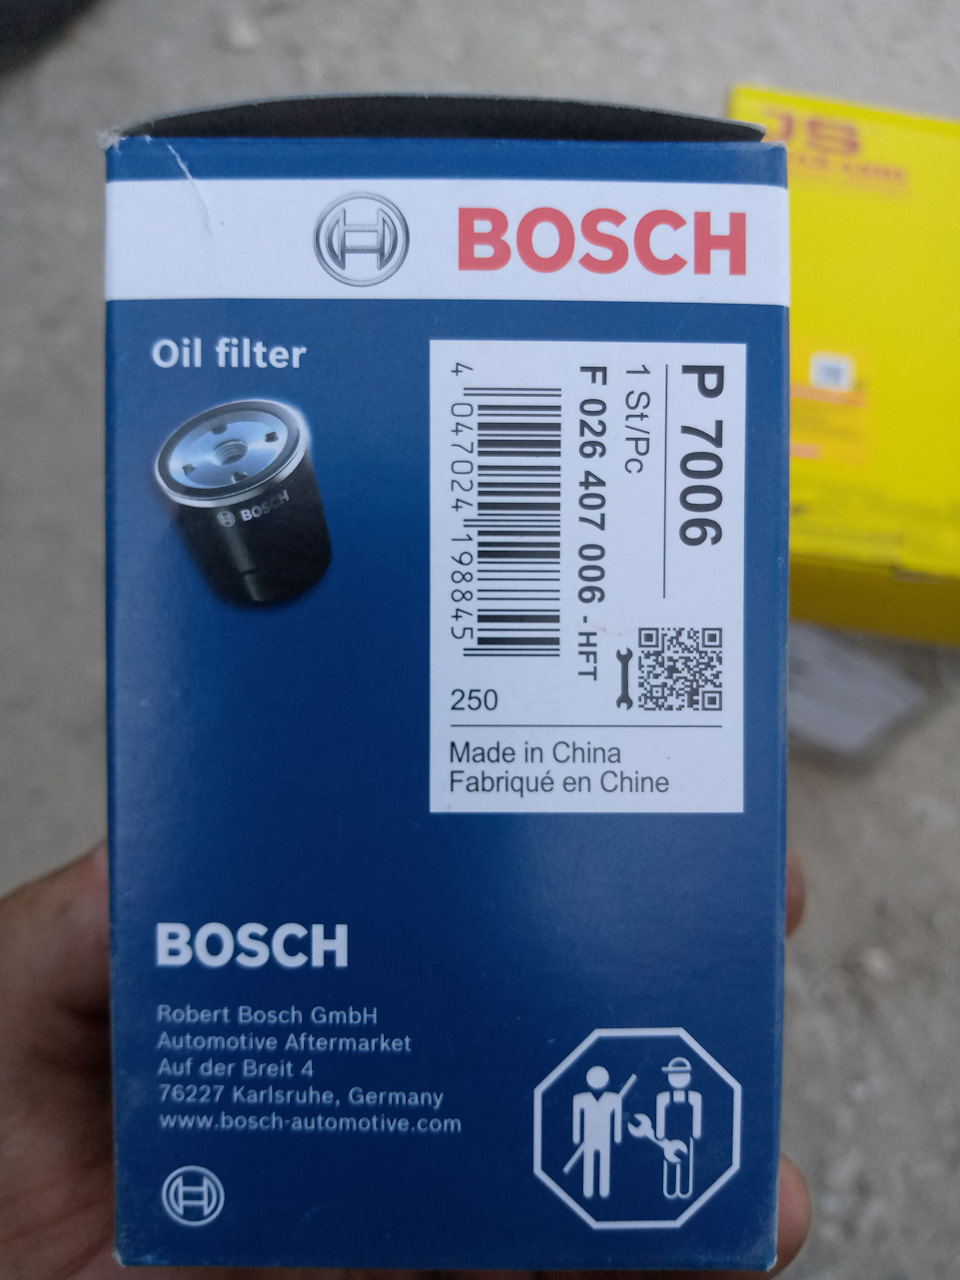 BOSCH
Oil filter
BOSCH
P 7006
1 St/Pc
F 026 407 006 - HFT
4 047024 198845
250
Made in China
Fabriqué en Chine
BOSCH
Robert Bosch GmbH
Automotive Aftermarket
Auf der Breit 4
76227 Karlsruhe, Germany
www.bosch-automotive.com
JS